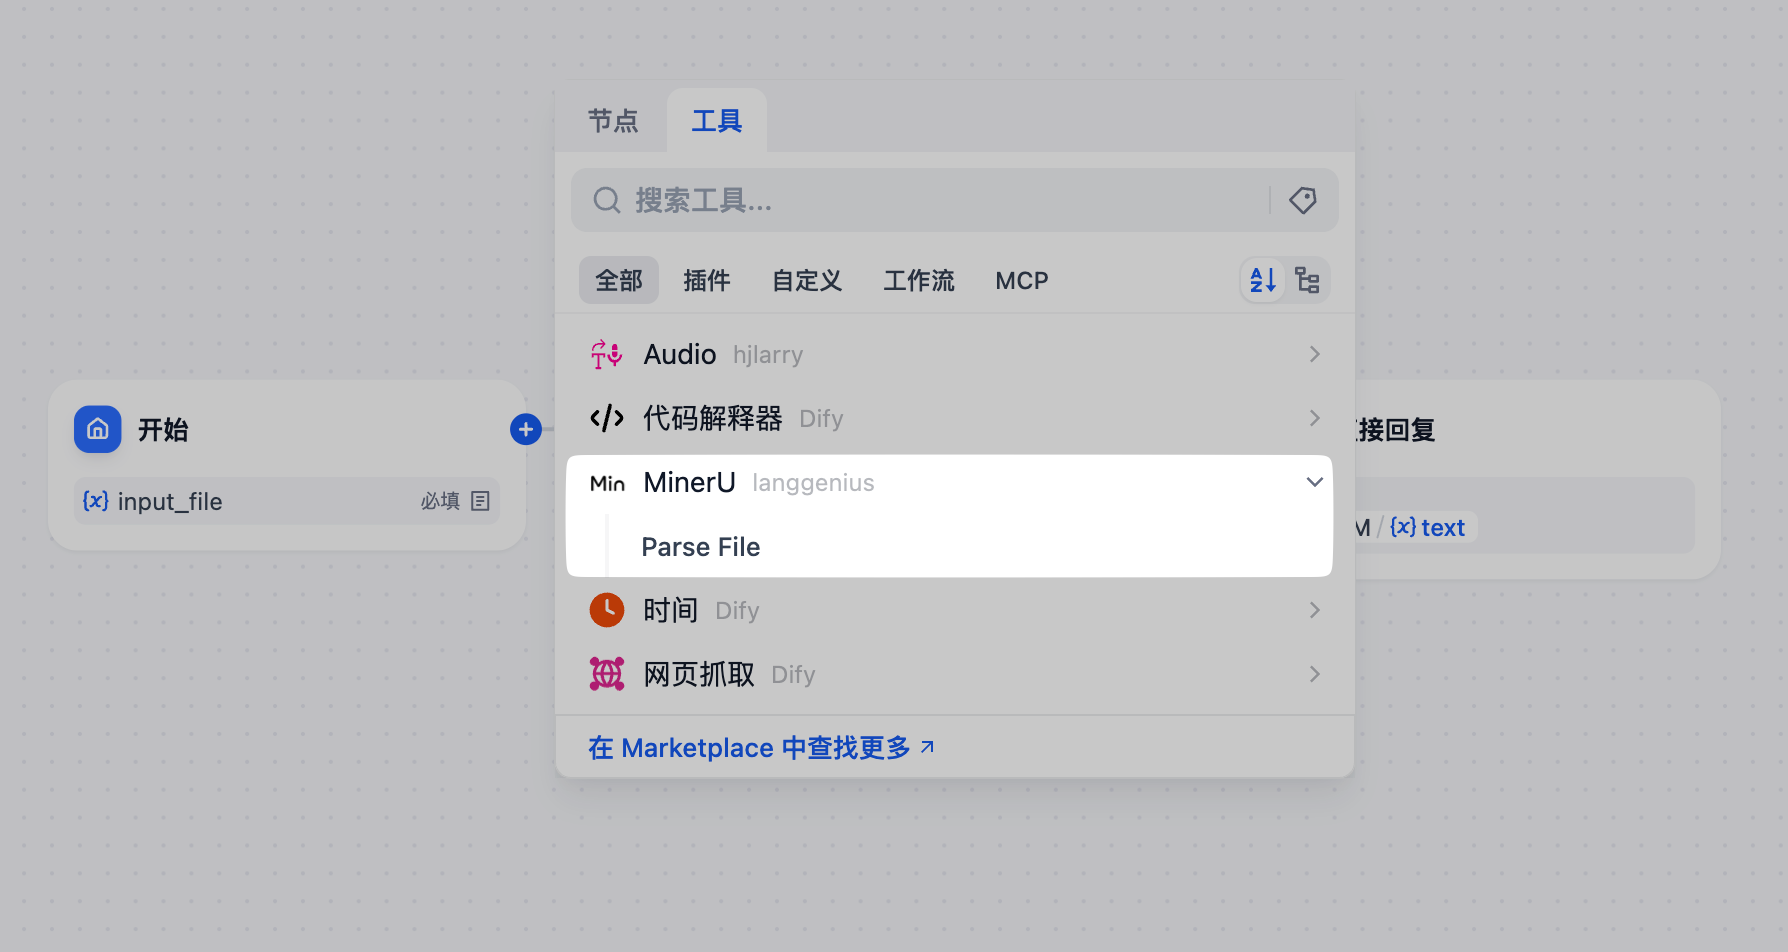 节点
工具
搜索工具...
全部
插件
自定义
工作流
MCP
Audio hjlarry
代码解释器 Dify
Min MinerU langgenius
Parse File
时间 Dify
网页抓取 Dify
在 Marketplace 中查找更多
开始
{x} input_file 必填
接回复
M / {x} text